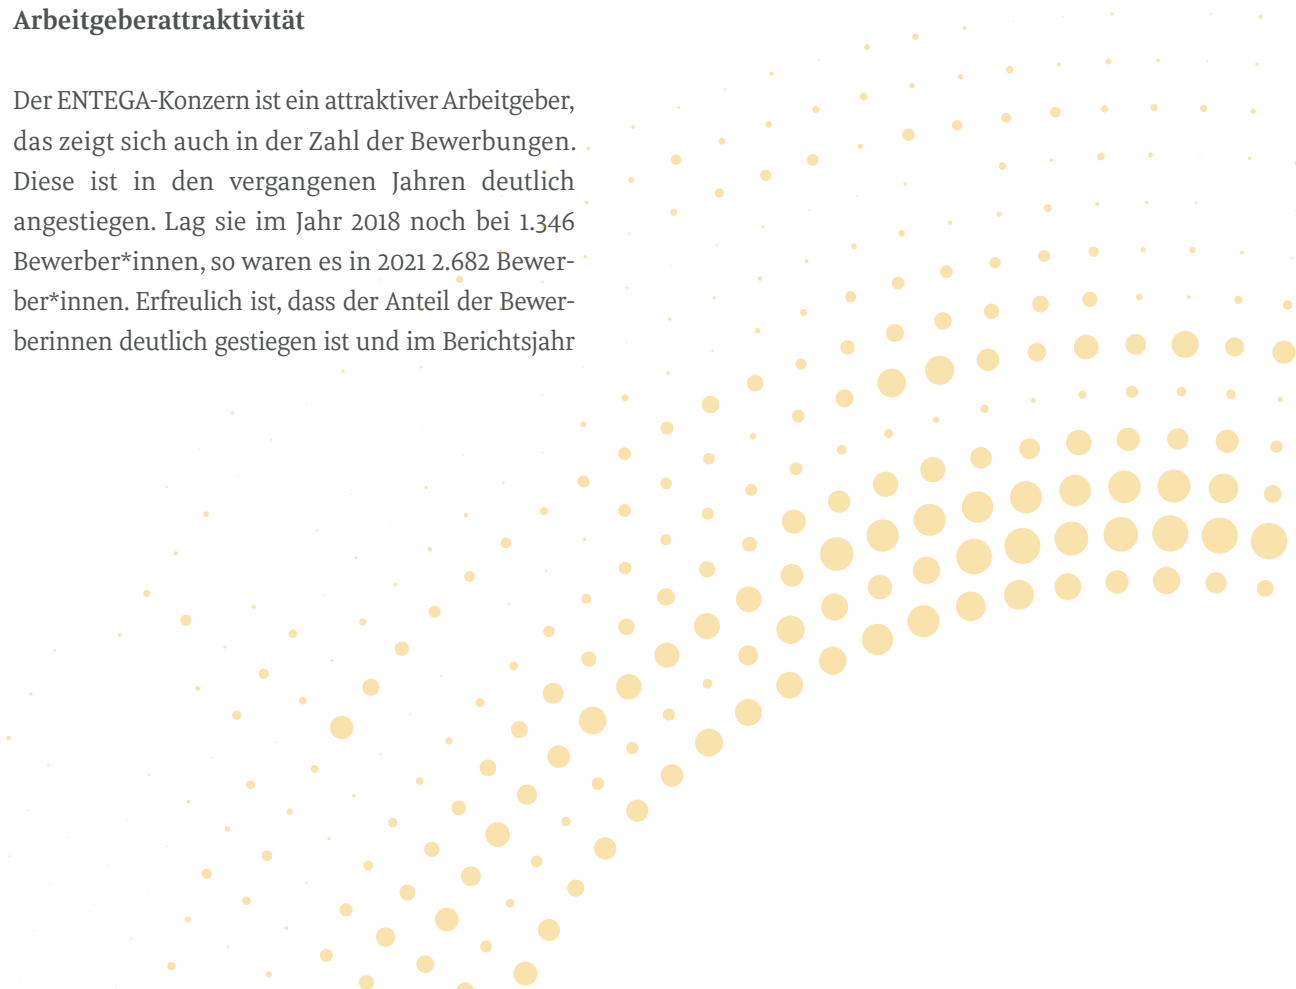 Arbeitgeberattraktivität
Der ENTEGA-Konzern ist ein attraktiver Arbeitgeber,
das zeigt sich auch in der Zahl der Bewerbungen.
Diese ist in den vergangenen Jahren deutlich
angestiegen. Lag sie im Jahr 2018 noch bei 1.346
Bewerber*innen, so waren es in 2021 2.682 Bewer-
ber*innen. Erfreulich ist, dass der Anteil der Bewer-
berinnen deutlich gestiegen ist und im Berichtsjahr